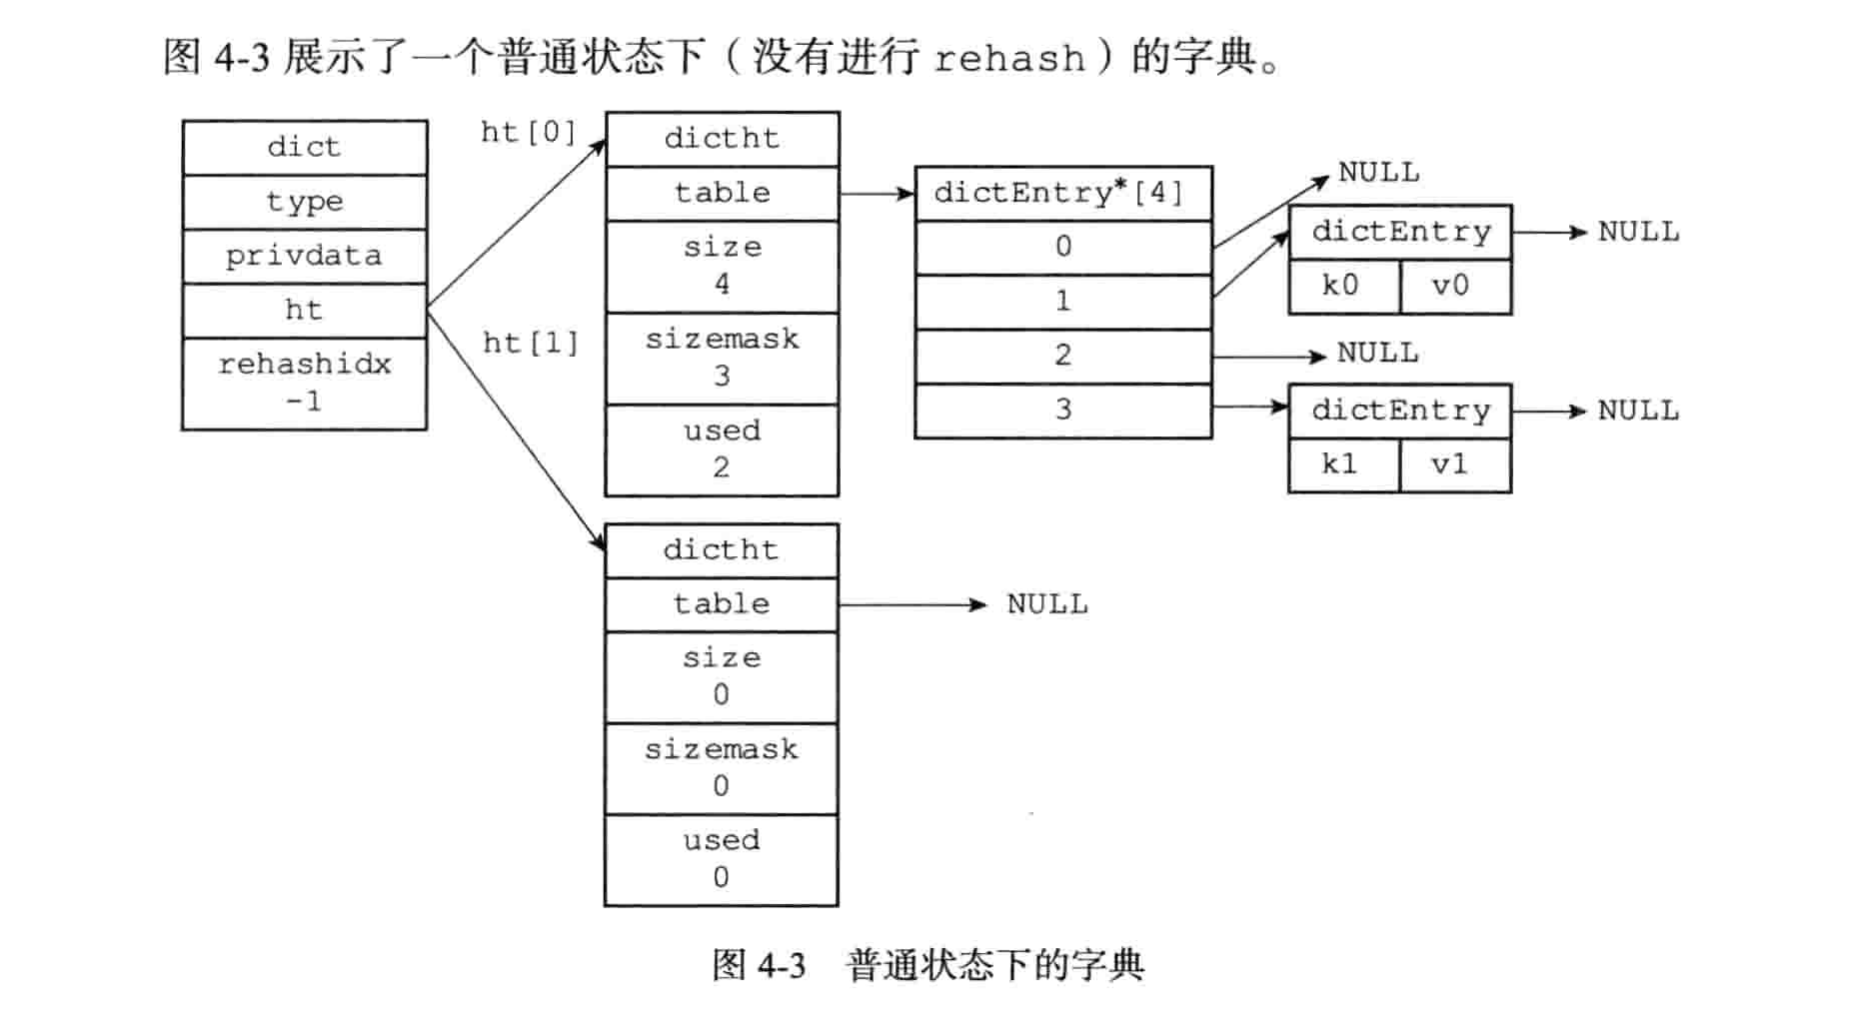 图 4-3 展示了一个普通状态下（没有进行 rehash）的字典。
dict
type
privdata
ht
rehashidx
-1
ht[0]
ht[1]
dictht
table
size
4
sizemask
3
used
2
dictEntry*[4]
0
1
2
3
NULL
dictEntry
k0 v0
NULL
NULL
dictEntry
k1 v1
NULL
dictht
table
size
0
sizemask
0
used
0
NULL
图 4-3 普通状态下的字典